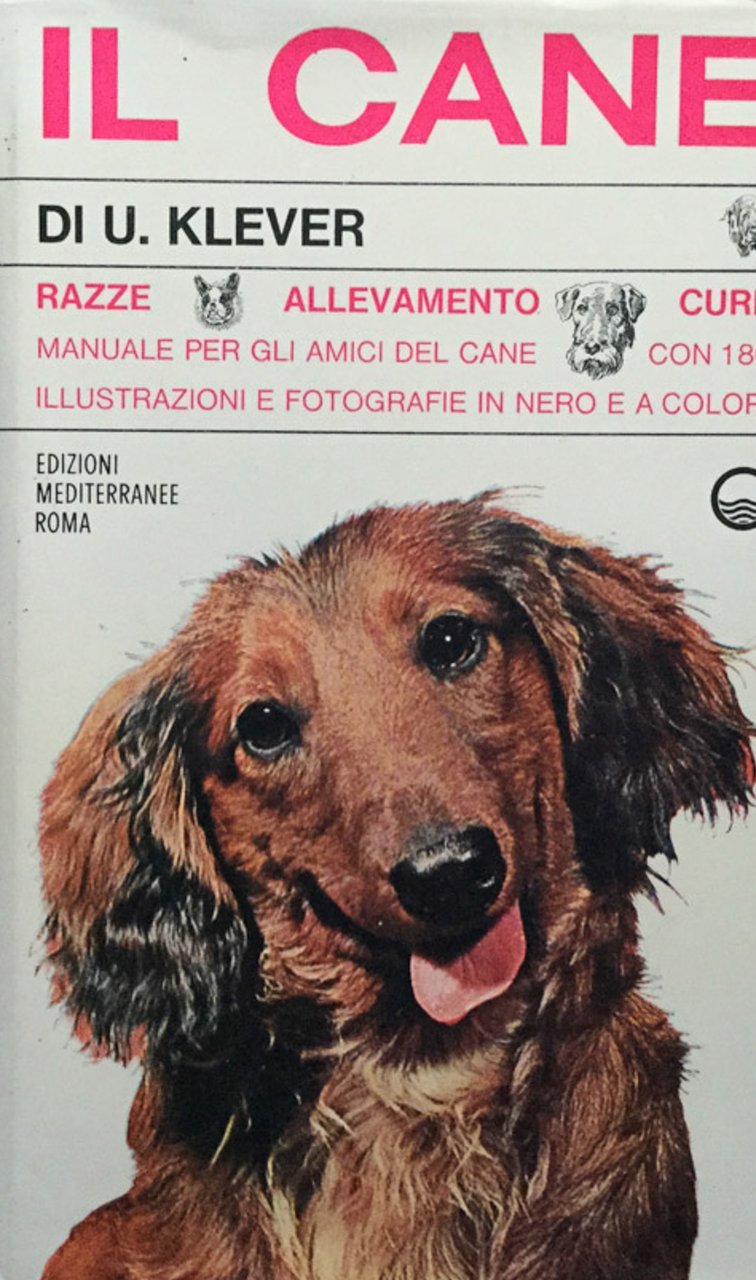 IL CANE
DI U. KLEVER
RAZZE ALLEVAMENTO
MANUALE PER GLI AMICI DEL CANE CON
ILLUSTRAZIONI E FOTOGRAFIE IN NERO E A
EDIZIONI
MEDITERRANEE
ROMA